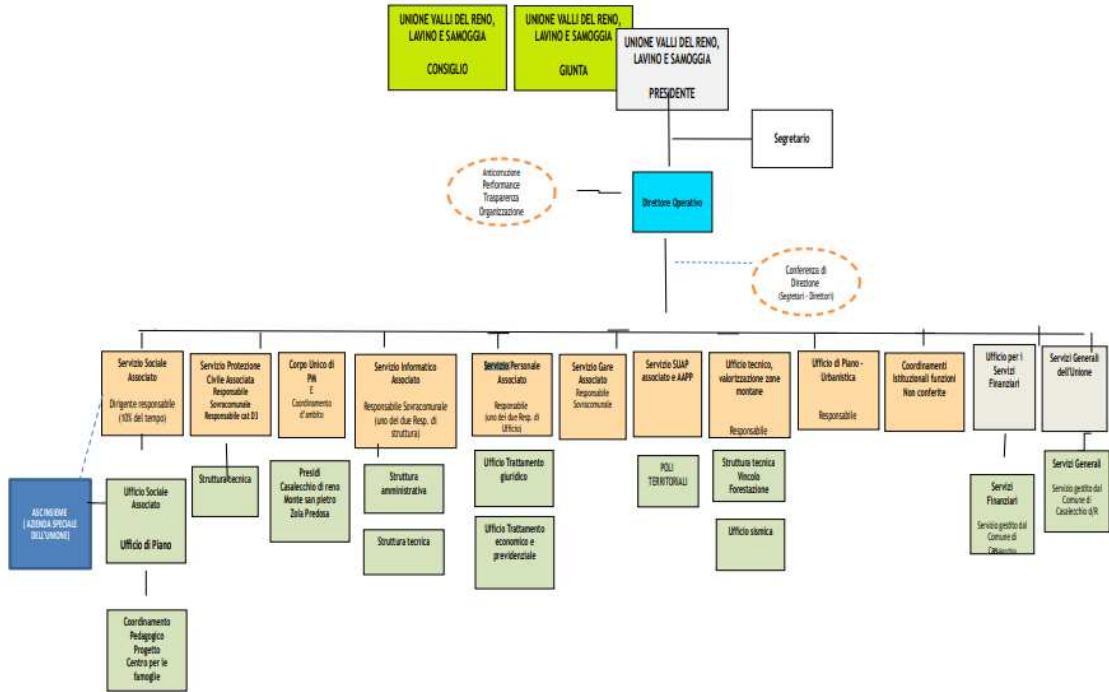 UNIONE VALLI DEL RENO,
LAVINO E SAMOGGIA
CONSIGLIO
UNIONE VALLI DEL RENO,
LAVINO E SAMOGGIA
GIUNTA
UNIONE VALLI DEL RENO,
LAVINO E SAMOGGIA
PRESIDENTE
Segretario
Anticorruzione
Performance
Trasparenza
Organizzazione
Direttore Operativo
Conferenza di
Direzione
(Segretari - Direttori)
Servizio Sociale
Associato
Dirigente responsabile
(10% del tempo)
Servizio Protezione
Civile Associata
Responsabile
Sovracomunale
Responsabile cat D3
Corpo Unico di
PM
E
Coordinamento
d'ambito
Servizio Informatico
Associato
Responsabile Sovracomunale
(uno dei due Resp. di
struttura)
Servizio Personale
Associato
Responsabile
(uno dei due Resp. di
Ufficio)
Servizio Gare
Associato
Responsabile
Sovracomunale
Servizio SUAP
associato e AAPP
Ufficio tecnico,
valorizzazione zone
montane
Responsabile
Ufficio di Piano -
Urbanistica
Responsabile
Coordinamenti
Istituzionali funzioni
Non conferite
Ufficio per i
Servizi
Finanziari
Servizi Generali
dell'Unione
ASCINSIEME
( AZIENDA SPECIALE
DELL'UNIONE)
Ufficio Sociale
Associato
Ufficio di Piano
Coordinamento
Pedagogico
Progetto
Centro per le
famoglie
Struttura tecnica
Presidi
Casalecchio di reno
Monte san pietro
Zola Predosa
Struttura
amministrativa
Struttura tecnica
Ufficio Trattamento
giuridico
Ufficio Trattamento
economico e
previdenziale
POLI
TERRITORIALI
Struttura tecnica
Vincolo
Forestazione
Ufficio sismica
Servizi
Finanziari
Servizio gestito dal
Comune di
Servizi Generali
Servizio gestito dal
Comune di
Casalecchio d/R